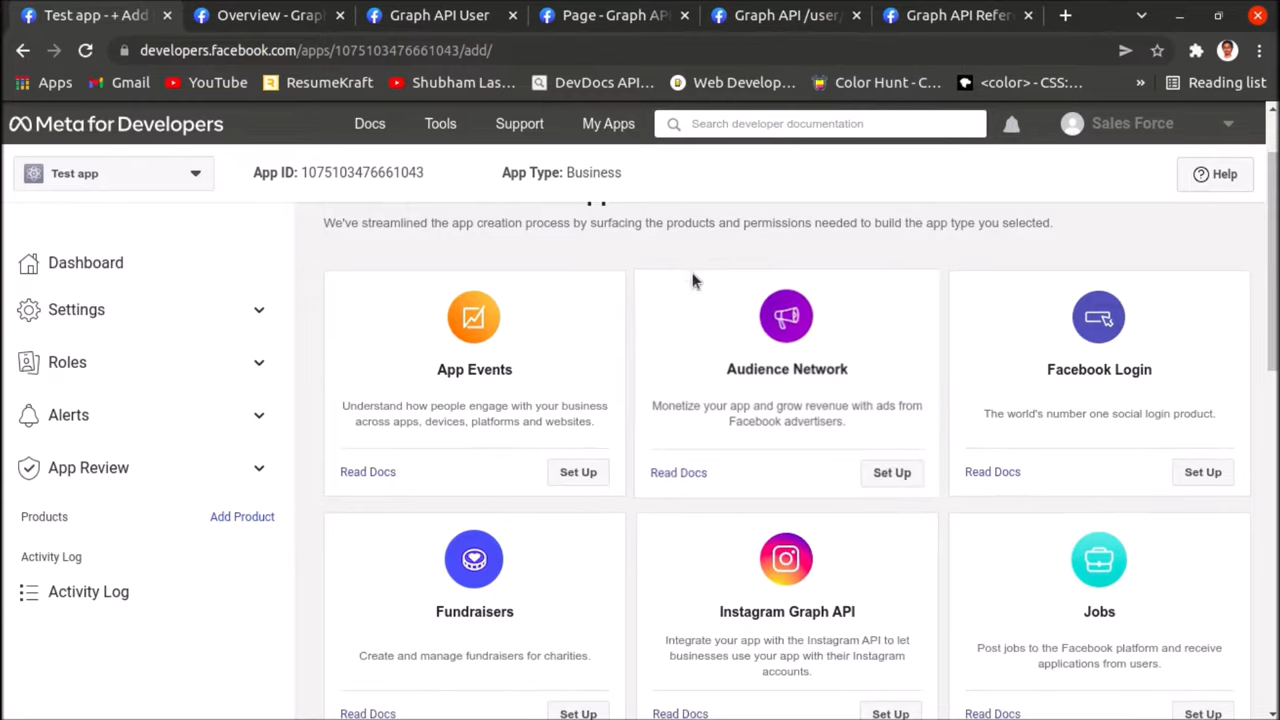 Test app - + Add
Overview - Grap
Graph API User
Page - Graph AP
Graph API /user/
Graph API Refer
developers.facebook.com/apps/1075103476661043/add/
Apps
Gmail
YouTube
ResumeKraft
Shubham Las...
DevDocs API...
Web Develop...
Color Hunt - C...
<color> - CSS:...
»
Reading list
Meta for Developers
Docs
Tools
Support
My Apps
Search developer documentation
Sales Force
Test app
App ID: 1075103476661043
App Type: Business
Help
We've streamlined the app creation process by surfacing the products and permissions needed to build the app type you selected.
Dashboard
Settings
Roles
Alerts
App Review
Products
Add Product
Activity Log
Activity Log
App Events
Understand how people engage with your business
across apps, devices, platforms and websites.
Read Docs
Set Up
Audience Network
Monetize your app and grow revenue with ads from
Facebook advertisers.
Read Docs
Set Up
Facebook Login
The world's number one social login product.
Read Docs
Set Up
Fundraisers
Create and manage fundraisers for charities.
Read Docs
Set Up
Instagram Graph API
Integrate your app with the Instagram API to let
businesses use your app with their Instagram
accounts.
Read Docs
Set Up
Jobs
Post jobs to the Facebook platform and receive
applications from users.
Read Docs
Set Up